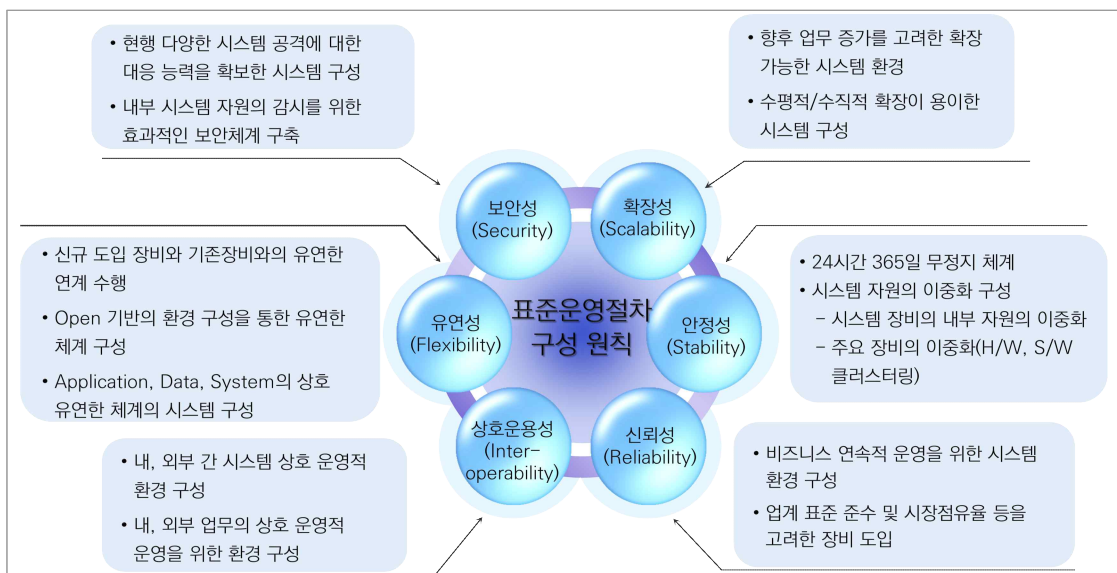 • 현행 다양한 시스템 공격에 대한
대응 능력을 확보한 시스템 구성
• 내부 시스템 자원의 감시를 위한
효과적인 보안체계 구축
• 향후 업무 증가를 고려한 확장
가능한 시스템 환경
• 수평적/수직적 확장이 용이한
시스템 구성
보안성
(Security)
확장성
(Scalability)
• 신규 도입 장비와 기존장비와의 유연한
연계 수행
• Open 기반의 환경 구성을 통한 유연한
체계 구성
• Application, Data, System의 상호
유연한 체계의 시스템 구성
유연성
(Flexibility)
표준운영절차
구성 원칙
안정성
(Stability)
• 24시간 365일 무정지 체계
• 시스템 자원의 이중화 구성
– 시스템 장비의 내부 자원의 이중화
– 주요 장비의 이중화(H/W, S/W
클러스터링)
상호운용성
(Inter-
operability)
신뢰성
(Reliability)
• 내, 외부 간 시스템 상호 운영적
환경 구성
• 내, 외부 업무의 상호 운영적
운영을 위한 환경 구성
• 비즈니스 연속적 운영을 위한 시스템
환경 구성
• 업계 표준 준수 및 시장점유율 등을
고려한 장비 도입